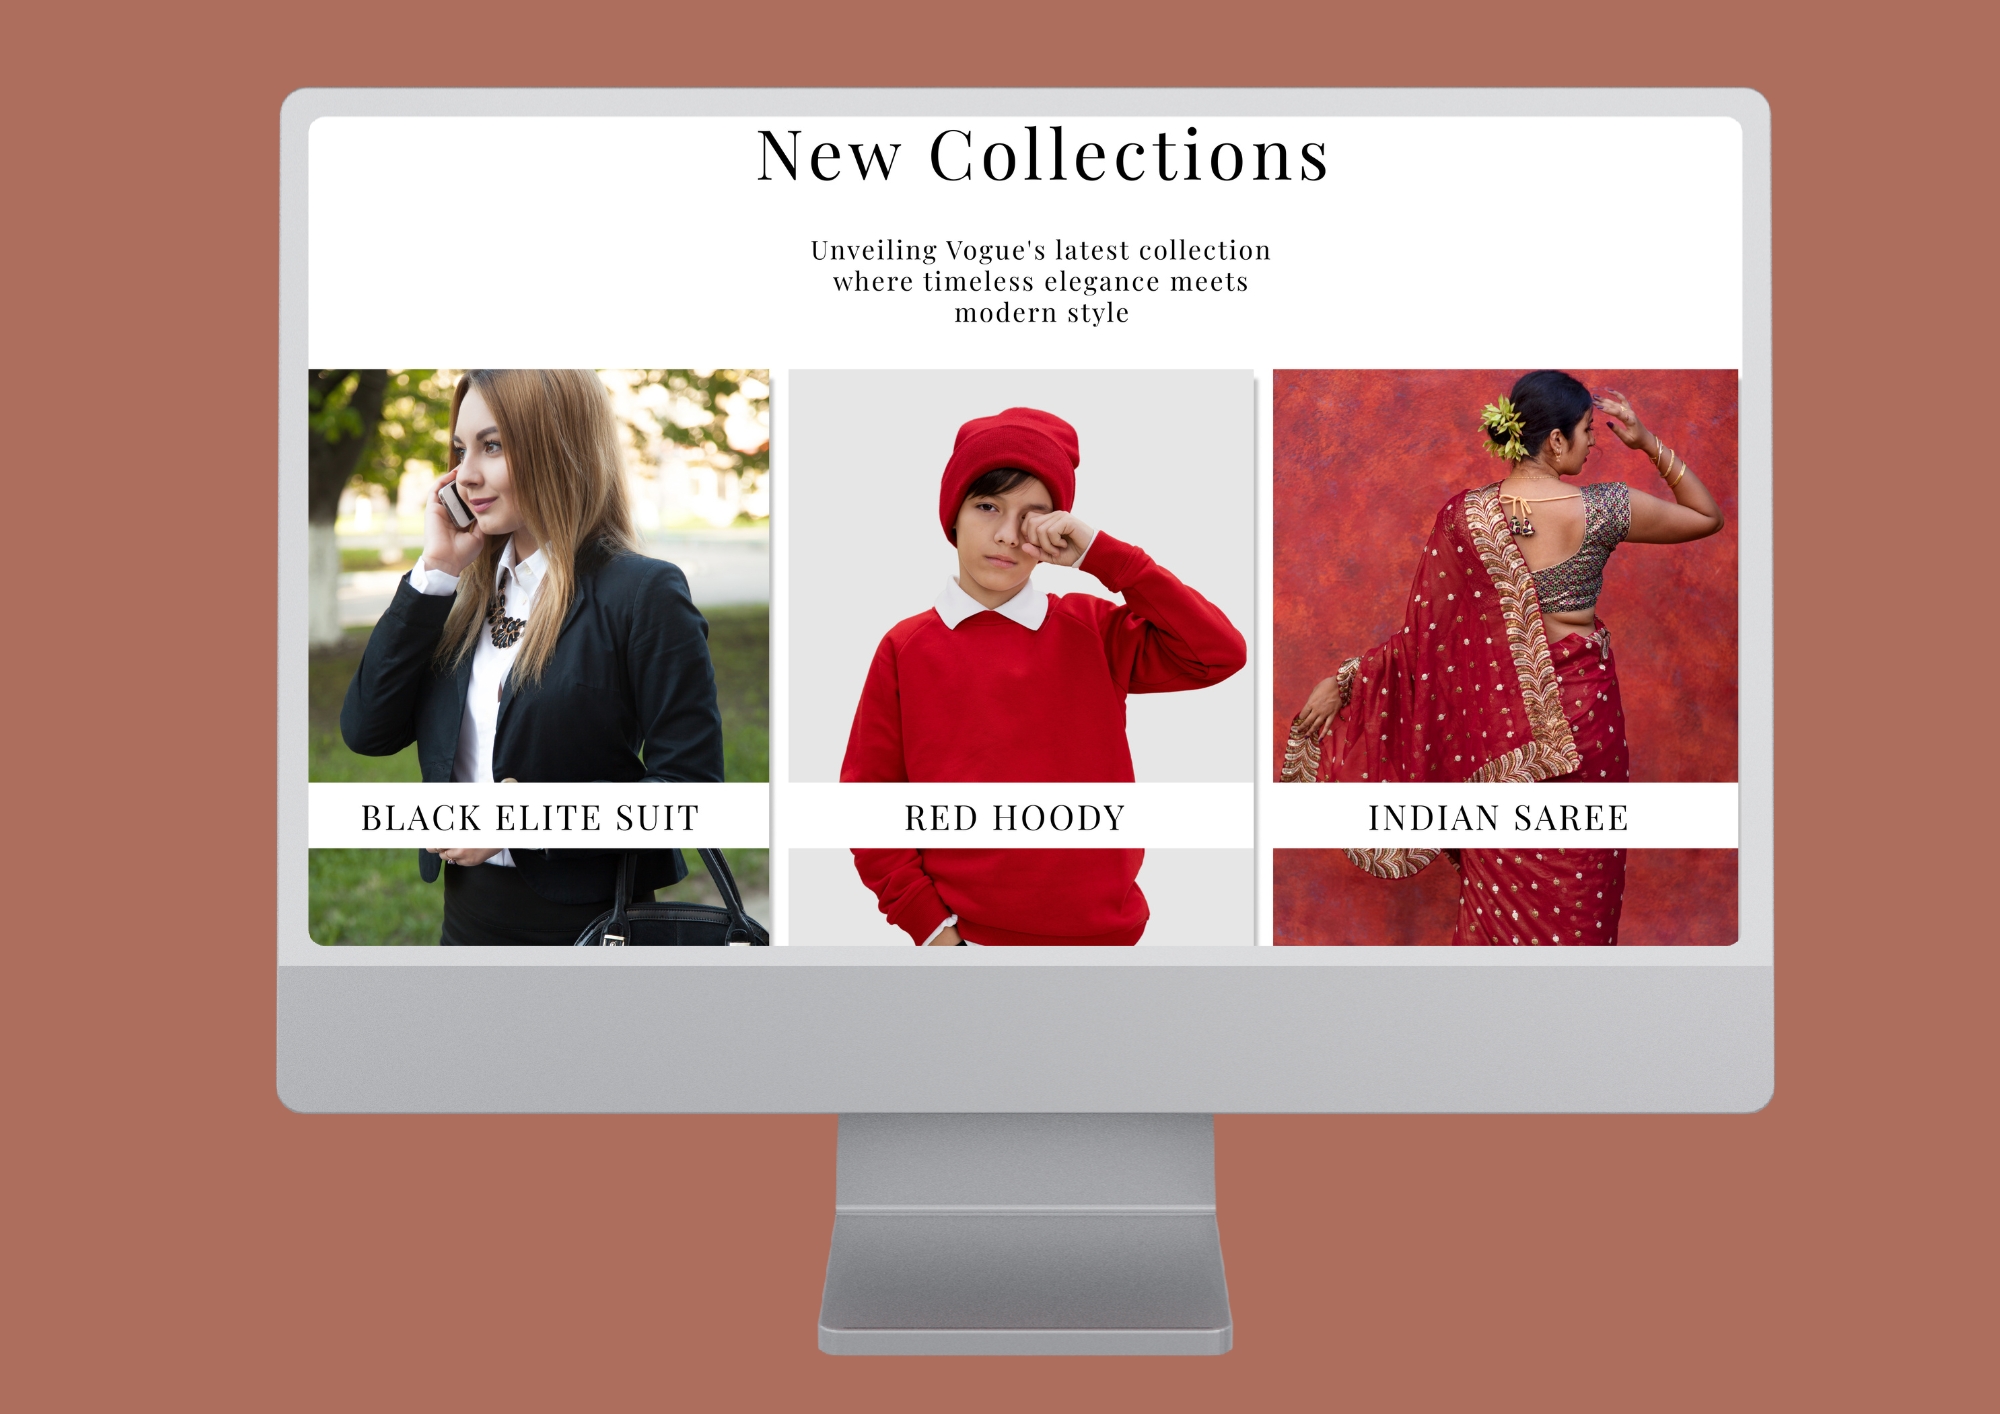 New Collections
Unveiling Vogue's latest collection
where timeless elegance meets
modern style
BLACK ELITE SUIT
RED HOODY
INDIAN SAREE